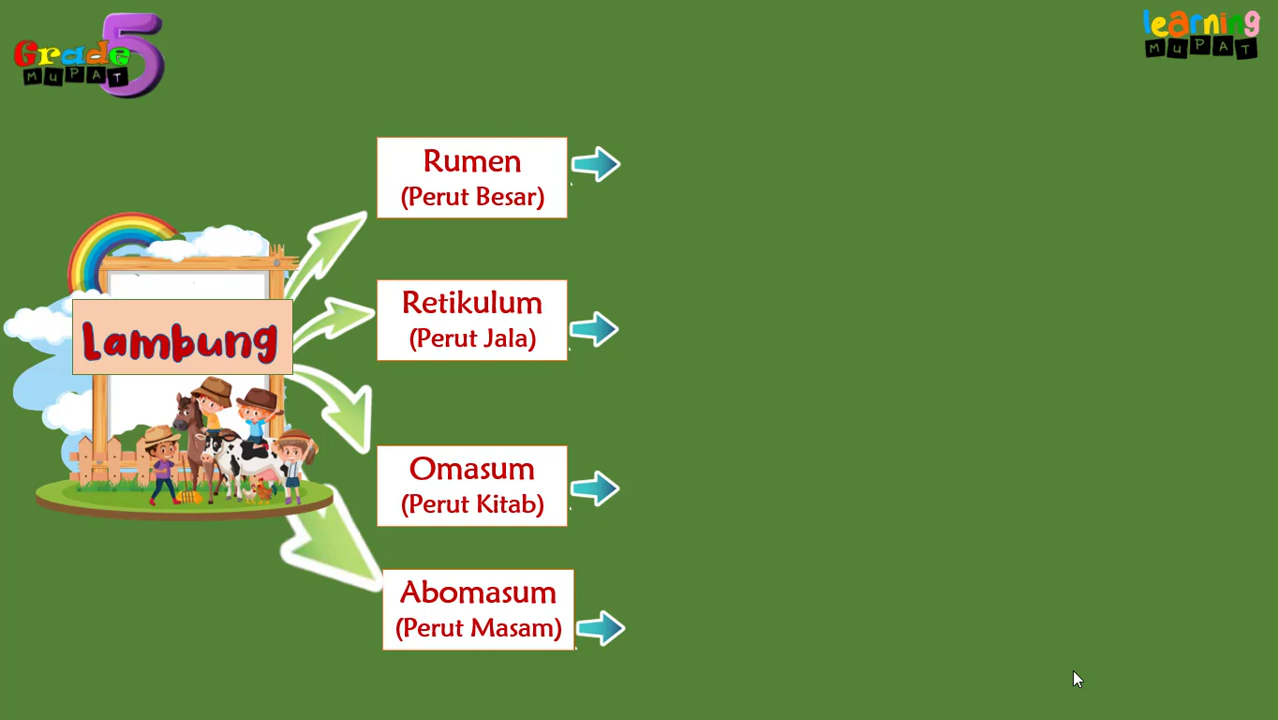 Grade 5
MUPAT
learning
MUPAT
Lambung
Rumen
(Perut Besar)
Retikulum
(Perut Jala)
Omasum
(Perut Kitab)
Abomasum
(Perut Masam)